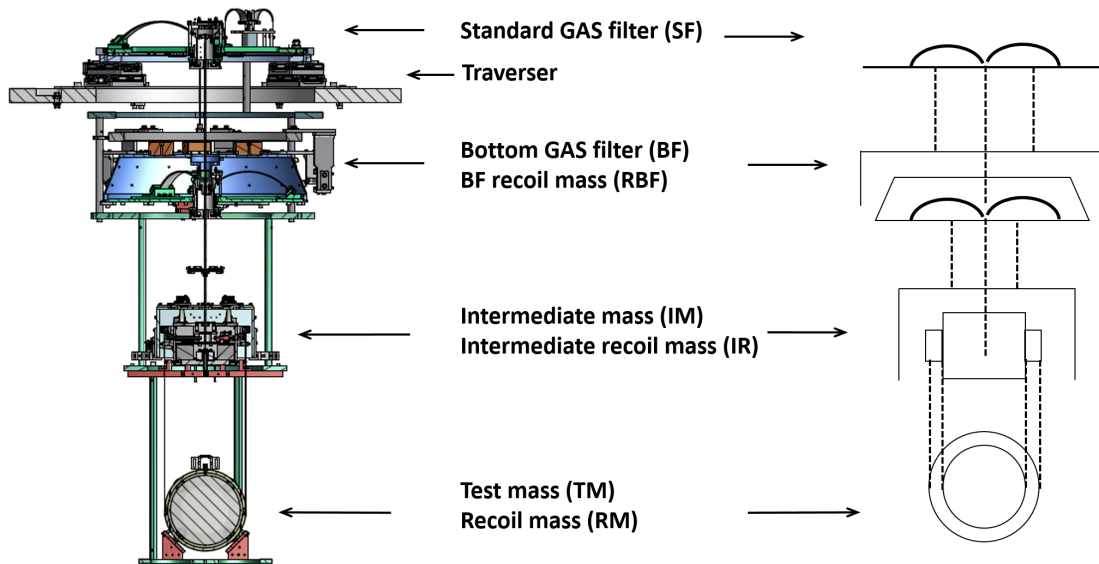 Standard GAS filter (SF)
Traverser
Bottom GAS filter (BF)
BF recoil mass (RBF)
Intermediate mass (IM)
Intermediate recoil mass (IR)
Test mass (TM)
Recoil mass (RM)